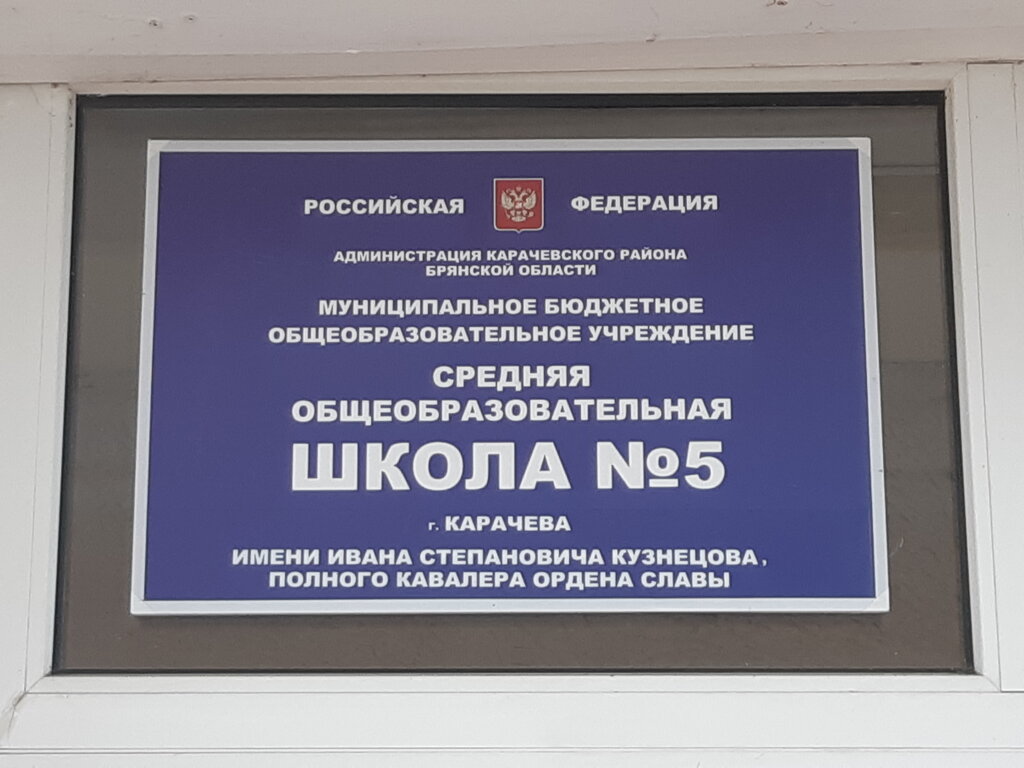 РОССИЙСКАЯ ФЕДЕРАЦИЯ
АДМИНИСТРАЦИЯ КАРАЧЕВСКОГО РАЙОНА
БРЯНСКОЙ ОБЛАСТИ
МУНИЦИПАЛЬНОЕ БЮДЖЕТНОЕ
ОБЩЕОБРАЗОВАТЕЛЬНОЕ УЧРЕЖДЕНИЕ
СРЕДНЯЯ
ОБЩЕОБРАЗОВАТЕЛЬНАЯ
ШКОЛА №5
г. КАРАЧЕВА
ИМЕНИ ИВАНА СТЕПАНОВИЧА КУЗНЕЦОВА,
ПОЛНОГО КАВАЛЕРА ОРДЕНА СЛАВЫ